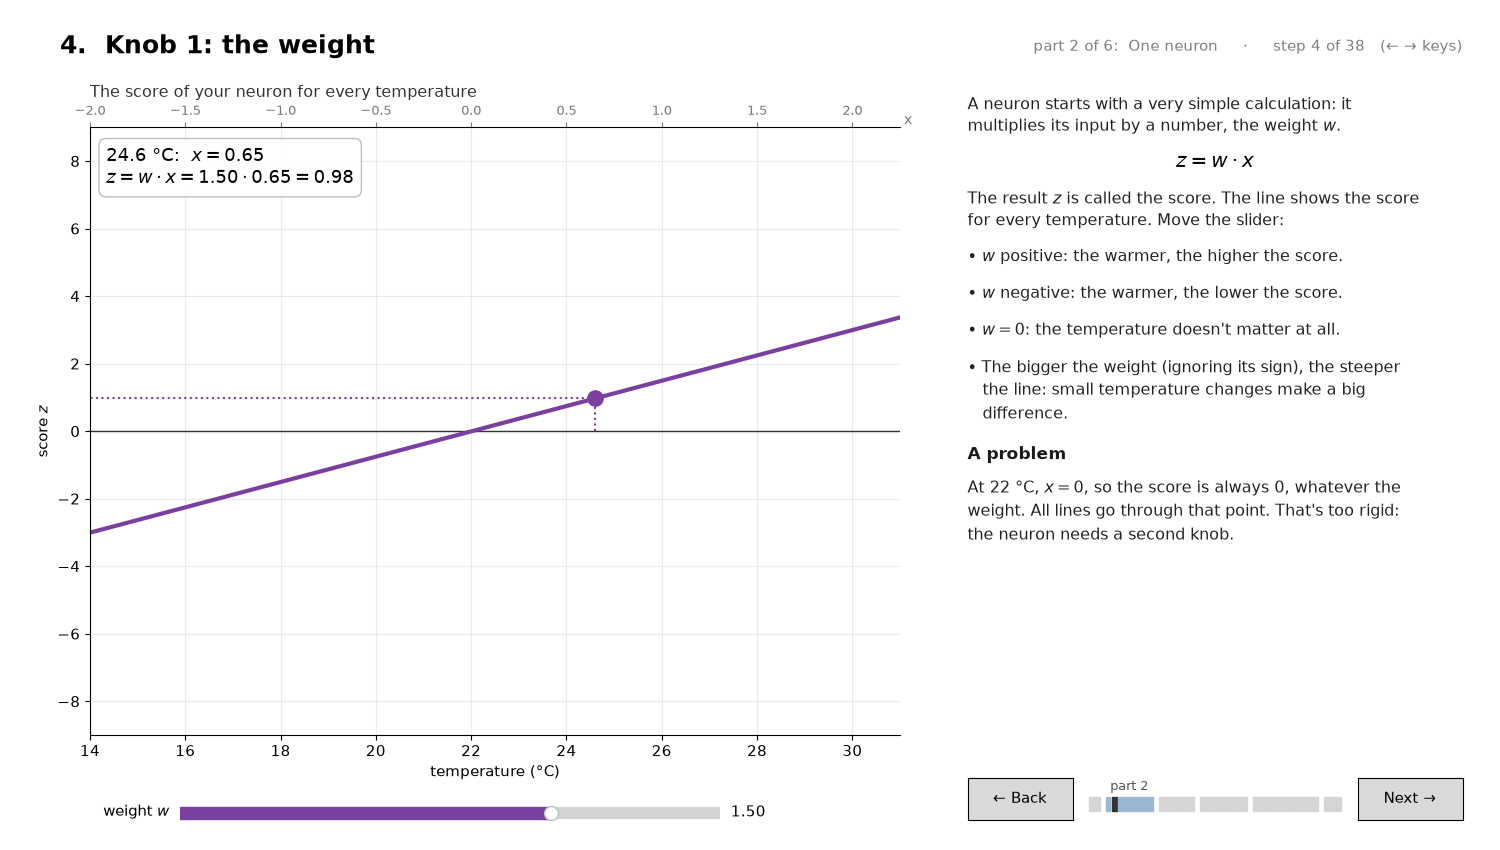 4. Knob 1: the weight
part 2 of 6: One neuron · step 4 of 38 (← → keys)
The score of your neuron for every temperature
−2.0 −1.5 −1.0 −0.5 0.0 0.5 1.0 1.5 2.0
x
24.6 °C: x = 0.65
z = w · x = 1.50 · 0.65 = 0.98
8
6
4
2
0
−2
−4
−6
−8
score z
14 16 18 20 22 24 26 28 30
temperature (°C)
weight w 1.50
A neuron starts with a very simple calculation: it
multiplies its input by a number, the weight w.
z = w · x
The result z is called the score. The line shows the score
for every temperature. Move the slider:
• w positive: the warmer, the higher the score.
• w negative: the warmer, the lower the score.
• w = 0: the temperature doesn't matter at all.
• The bigger the weight (ignoring its sign), the steeper
the line: small temperature changes make a big
difference.
A problem
At 22 °C, x = 0, so the score is always 0, whatever the
weight. All lines go through that point. That's too rigid:
the neuron needs a second knob.
← Back
part 2
Next →